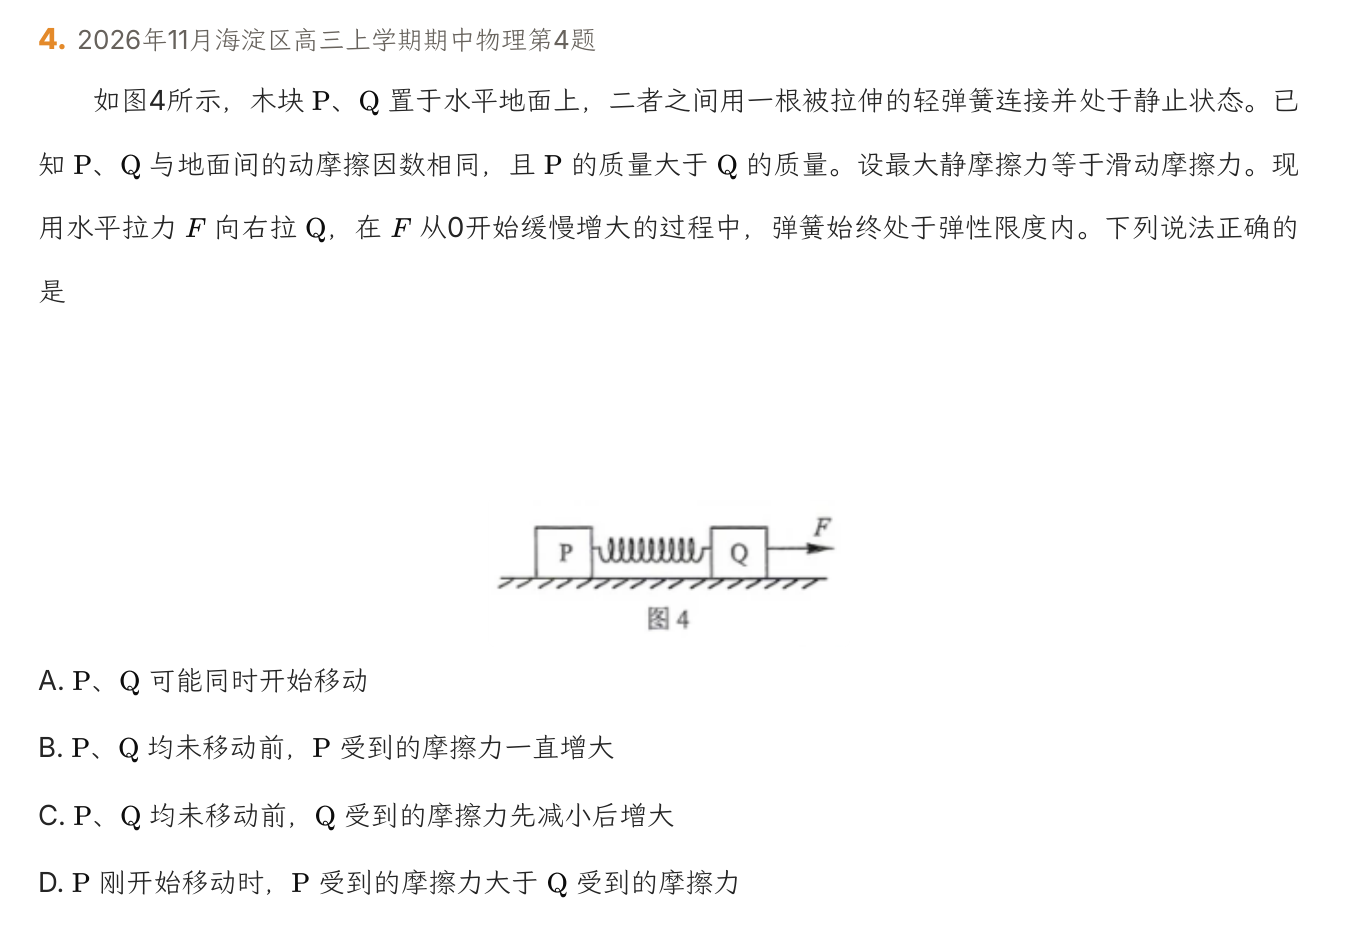 4. 2026年11月海淀区高三上学期期中物理第4题
如图4所示，木块 P、Q 置于水平地面上，二者之间用一根被拉伸的轻弹簧连接并处于静止状态。已
知 P、Q 与地面间的动摩擦因数相同，且 P 的质量大于 Q 的质量。设最大静摩擦力等于滑动摩擦力。现
用水平拉力 F 向右拉 Q，在 F 从0开始缓慢增大的过程中，弹簧始终处于弹性限度内。下列说法正确的
是
F
P
Q
图 4
A. P、Q 可能同时开始移动
B. P、Q 均未移动前，P 受到的摩擦力一直增大
C. P、Q 均未移动前，Q 受到的摩擦力先减小后增大
D. P 刚开始移动时，P 受到的摩擦力大于 Q 受到的摩擦力